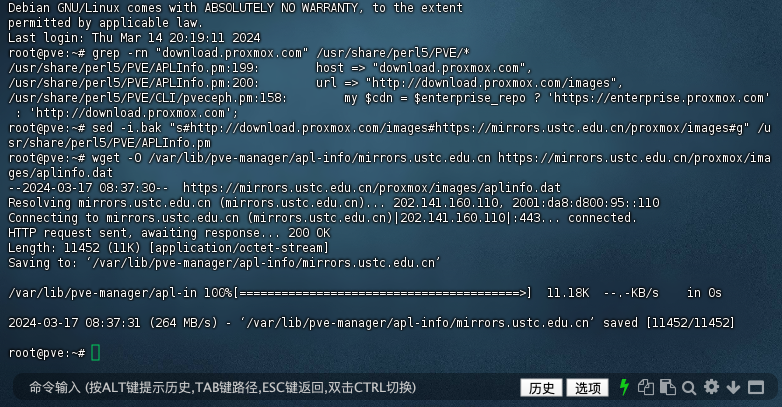 Debian GNU/Linux comes with ABSOLUTELY NO WARRANTY, to the extent
permitted by applicable law.
Last login: Thu Mar 14 20:19:11 2024
root@pve:~# grep -rn "download.proxmox.com" /usr/share/perl5/PVE/*
/usr/share/perl5/PVE/APLInfo.pm:199:        host => "download.proxmox.com",
/usr/share/perl5/PVE/APLInfo.pm:200:        url => "http://download.proxmox.com/images",
/usr/share/perl5/PVE/CLI/pveceph.pm:158:        my $cdn = $enterprise_repo ? 'https://enterprise.proxmox.com'
 : 'http://download.proxmox.com';
root@pve:~# sed -i.bak "s#http://download.proxmox.com/images#https://mirrors.ustc.edu.cn/proxmox/images#g" /u
sr/share/perl5/PVE/APLInfo.pm
root@pve:~# wget -O /var/lib/pve-manager/apl-info/mirrors.ustc.edu.cn https://mirrors.ustc.edu.cn/proxmox/ima
ges/aplinfo.dat
--2024-03-17 08:37:30--  https://mirrors.ustc.edu.cn/proxmox/images/aplinfo.dat
Resolving mirrors.ustc.edu.cn (mirrors.ustc.edu.cn)... 202.141.160.110, 2001:da8:d800:95::110
Connecting to mirrors.ustc.edu.cn (mirrors.ustc.edu.cn)|202.141.160.110|:443... connected.
HTTP request sent, awaiting response... 200 OK
Length: 11452 (11K) [application/octet-stream]
Saving to: ‘/var/lib/pve-manager/apl-info/mirrors.ustc.edu.cn’
/var/lib/pve-manager/apl-in 100%[========================================>]  11.18K  --.-KB/s    in 0s
2024-03-17 08:37:31 (264 MB/s) - ‘/var/lib/pve-manager/apl-info/mirrors.ustc.edu.cn’ saved [11452/11452]
root@pve:~#
命令输入 (按ALT键提示历史,TAB键路径,ESC键返回,双击CTRL切换) 历史 选项